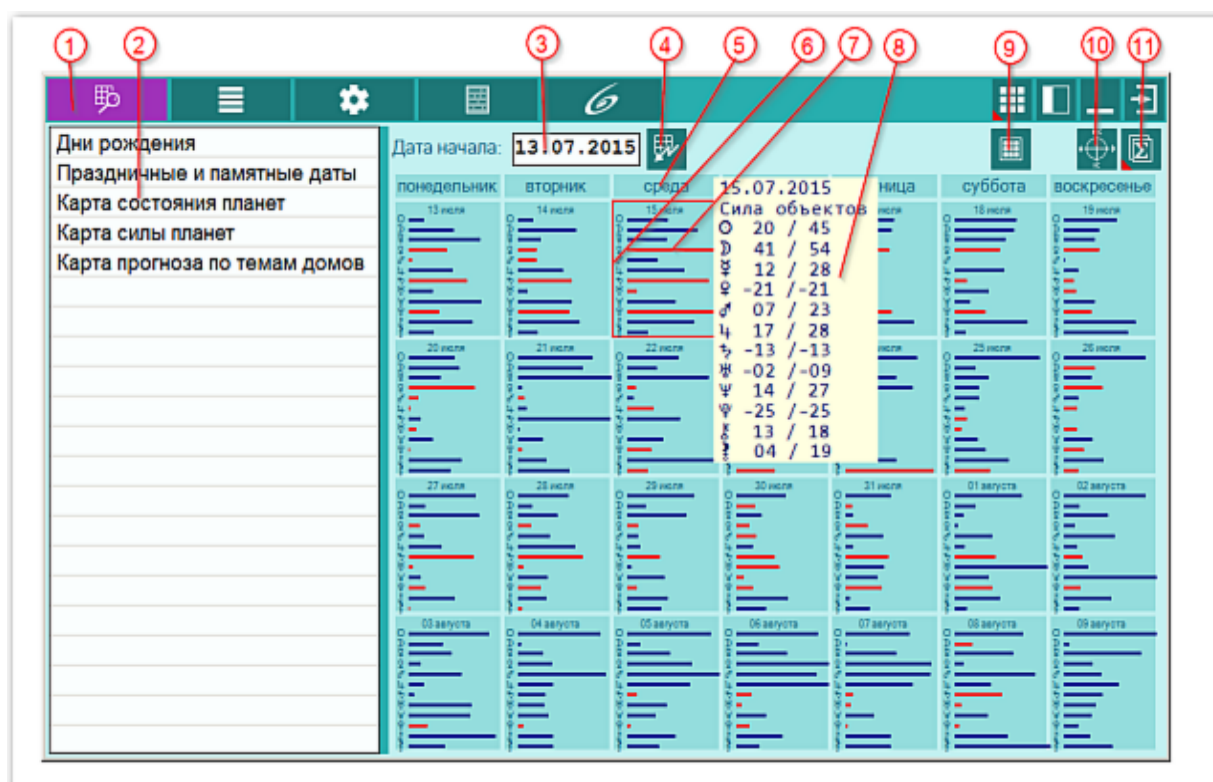 1 2 3 4 5 6 7 8 9 10 11
Дни рождения
Праздничные и памятные даты
Карта состояния планет
Карта силы планет
Карта прогноза по темам домов
Дата начала: 13.07.2015
понедельник вторник среда ница суббота воскресенье
15.07.2015
Сила объектов
☉ 20 / 45
☽ 41 / 54
☿ 12 / 28
♀ -21 /-21
♂ 07 / 23
♃ 17 / 28
♄ -13 /-13
♅ -02 /-09
♆ 14 / 27
-25 /-25
13 / 18
04 / 19
13 июля 14 июля 15 июля июля 18 июля 19 июля
20 июля 21 июля 22 июля июля 25 июля 26 июля
27 июля 28 июля 29 июля 30 июля 31 июля 01 августа 02 августа
03 августа 04 августа 05 августа 06 августа 07 августа 08 августа 09 августа